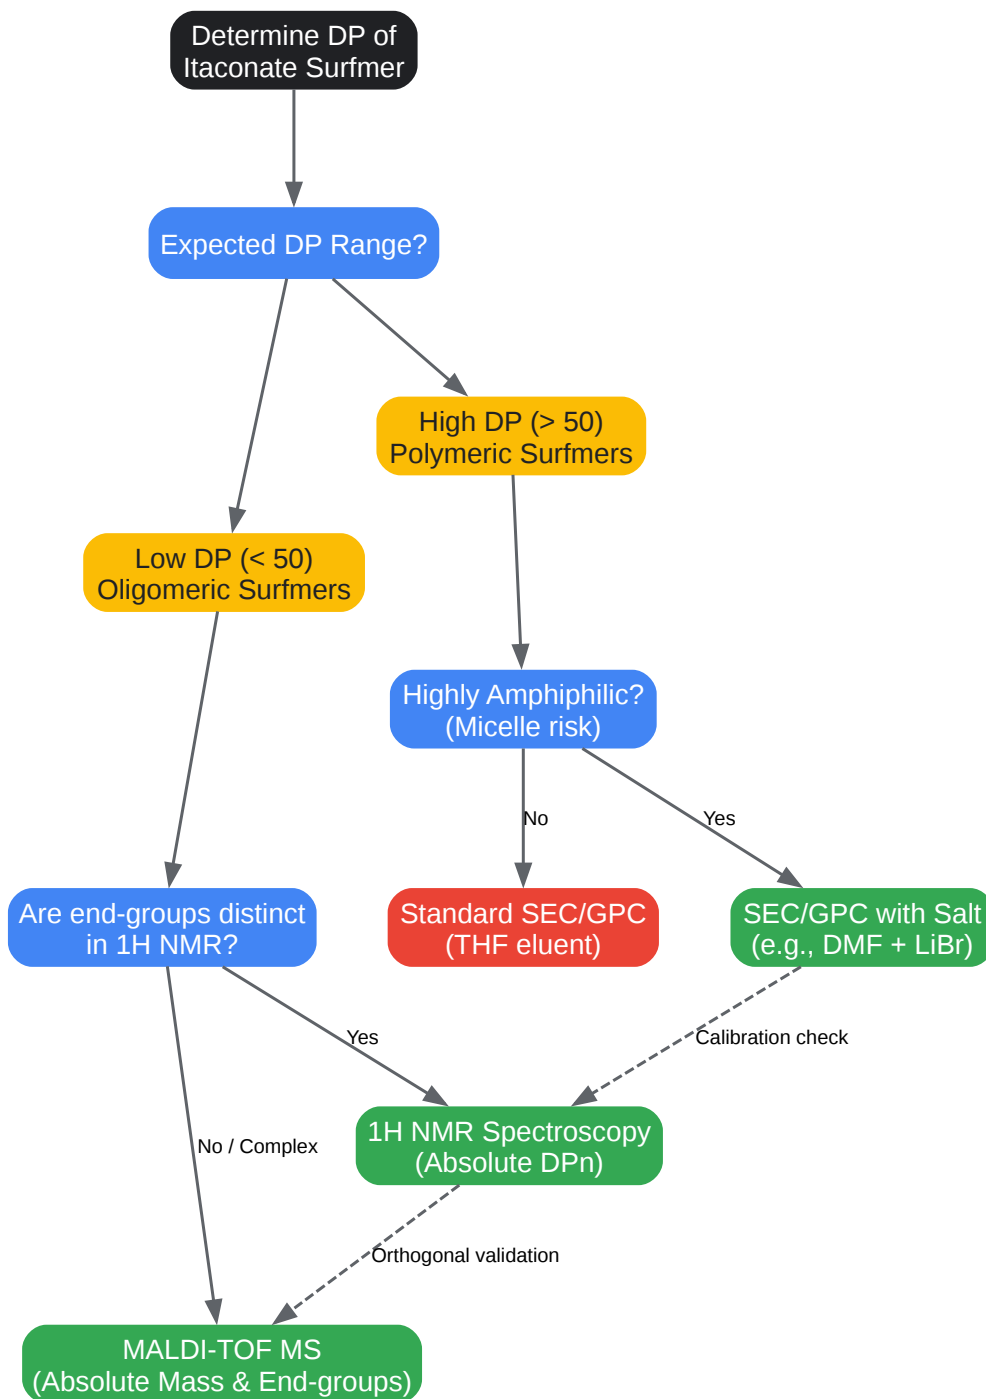 Determine DP of
Itaconate Surfmer
Expected DP Range?
High DP (> 50)
Polymeric Surfmers
Low DP (< 50)
Oligomeric Surfmers
Highly Amphiphilic?
(Micelle risk)
No
Yes
Are end-groups distinct
in 1H NMR?
Standard SEC/GPC
(THF eluent)
SEC/GPC with Salt
(e.g., DMF + LiBr)
Yes
Calibration check
No / Complex
1H NMR Spectroscopy
(Absolute DPn)
Orthogonal validation
MALDI-TOF MS
(Absolute Mass & End-groups)